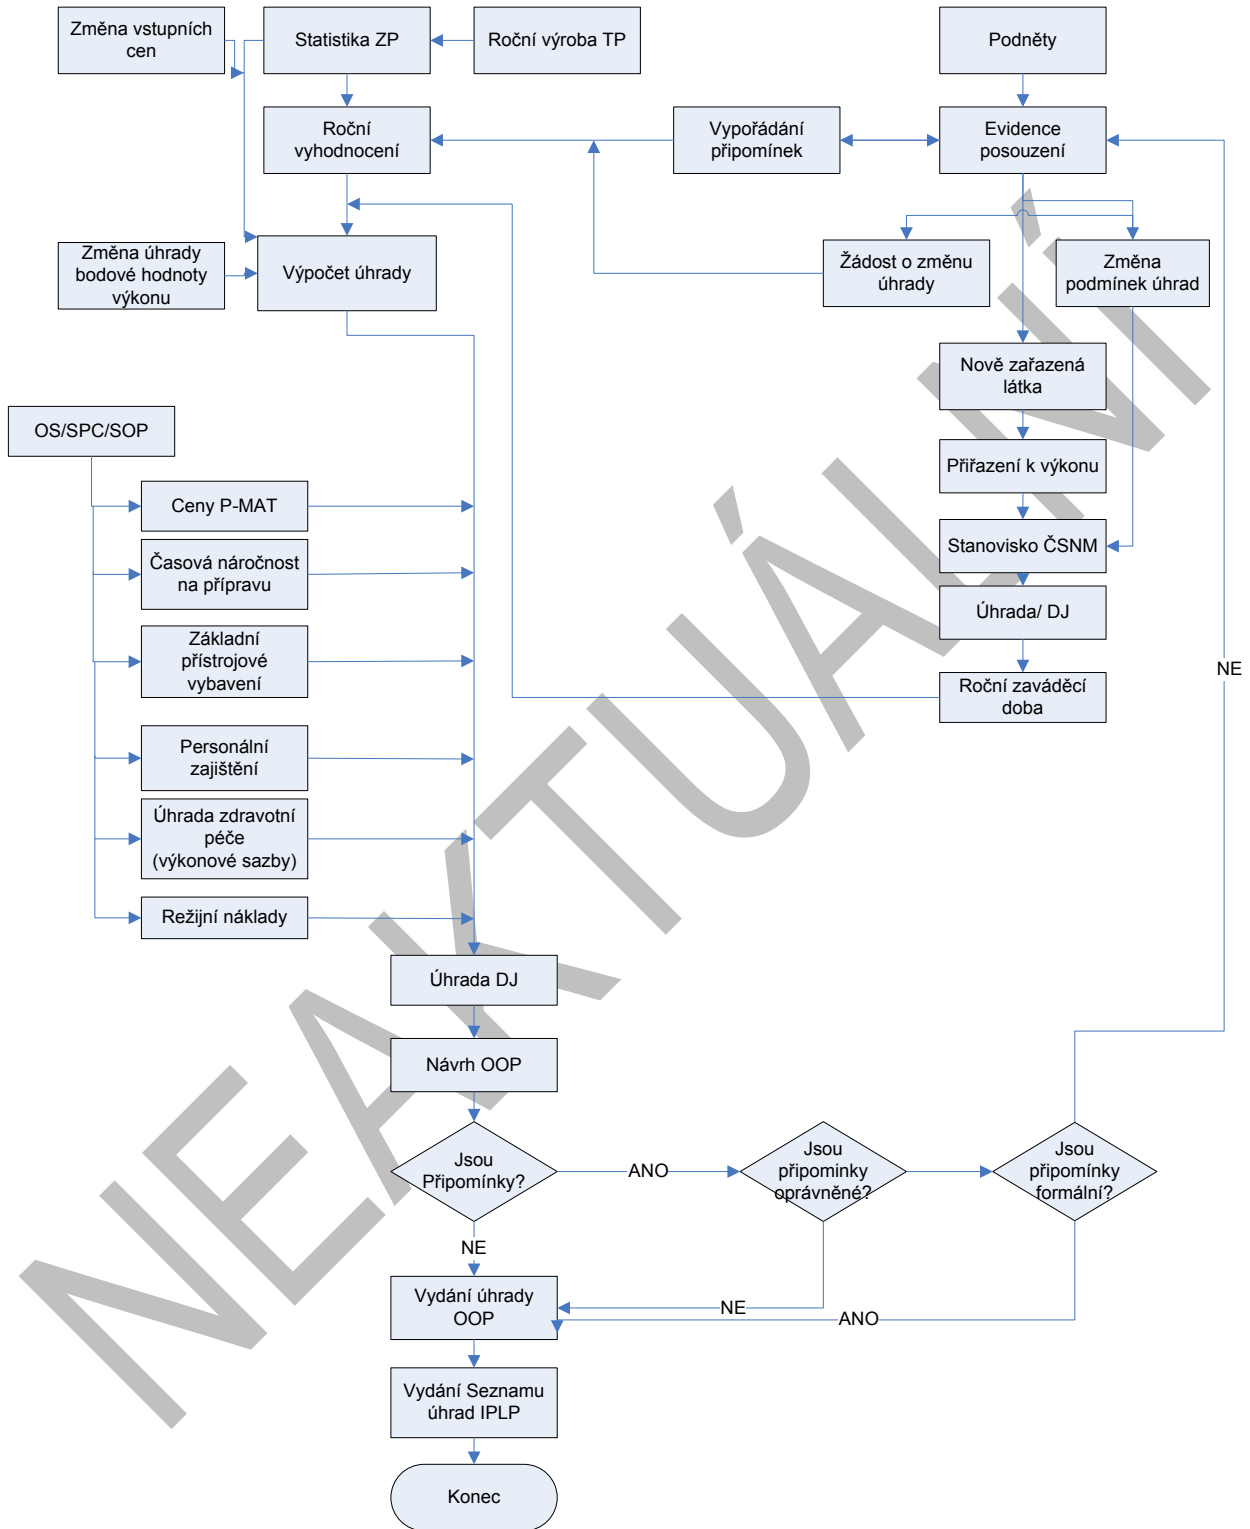 Změna vstupních
cen
Statistika ZP
Roční výroba TP
Podněty
Roční
vyhodnocení
Vypořádání
připomínek
Evidence
posouzení
Změna úhrady
bodové hodnoty
výkonu
Výpočet úhrady
Žádost o změnu
úhrady
Změna
podmínek úhrad
Nově zařazená
látka
OS/SPC/SOP
Přiřazení k výkonu
Ceny P-MAT
Stanovisko ČSNM
Časová náročnost
na přípravu
Úhrada/ DJ
Základní
přístrojové
vybavení
NE
Roční zaváděcí
doba
Personální
zajištění
Úhrada zdravotní
péče
(výkonové sazby)
Režijní náklady
Úhrada DJ
Návrh OOP
Jsou
Připomínky?
ANO
Jsou
připominky
oprávněné?
Jsou
připomínky
formální?
NE
Vydání úhrady
OOP
NE
ANO
Vydání Seznamu
úhrad IPLP
Konec
NEAKTUÁLNÍ